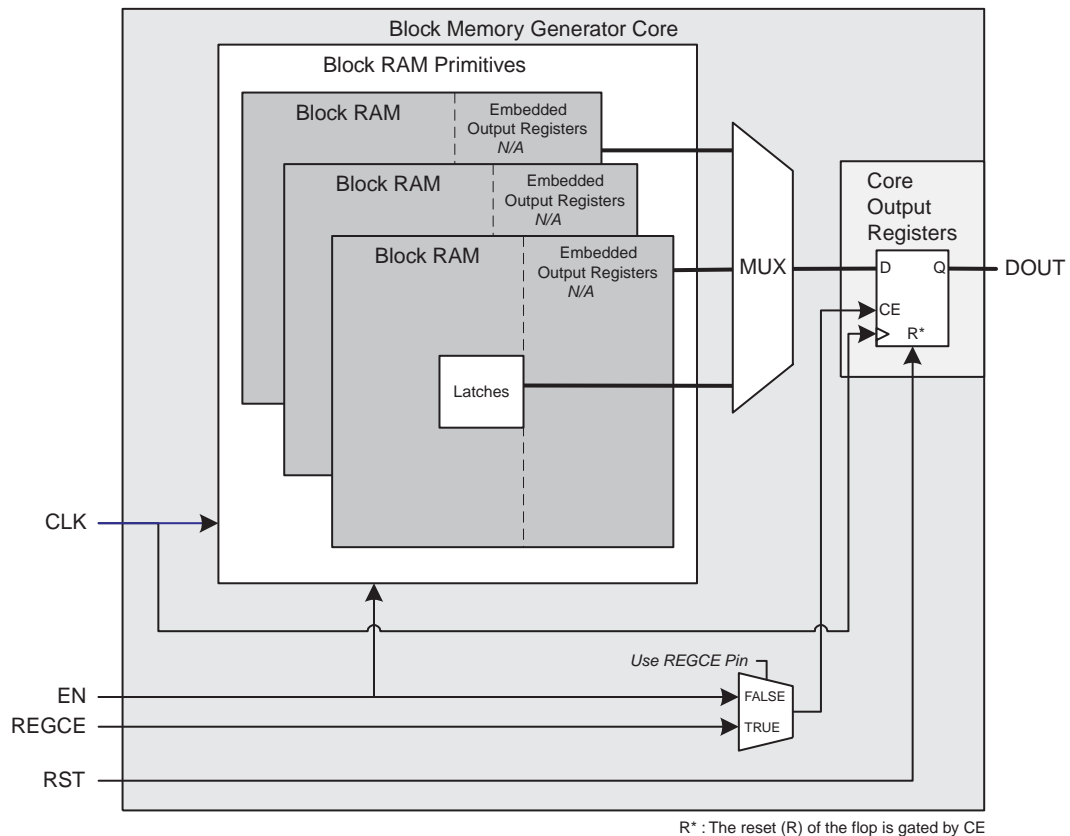 Block Memory Generator Core
Block RAM Primitives
Block RAM
Embedded
Output Registers
N/A
Block RAM
Embedded
Output Registers
N/A
Block RAM
Embedded
Output Registers
N/A
Latches
MUX
Core
Output
Registers
D
Q
CE
R*
DOUT
CLK
Use REGCE Pin
EN
FALSE
REGCE
TRUE
RST
R* : The reset (R) of the flop is gated by CE